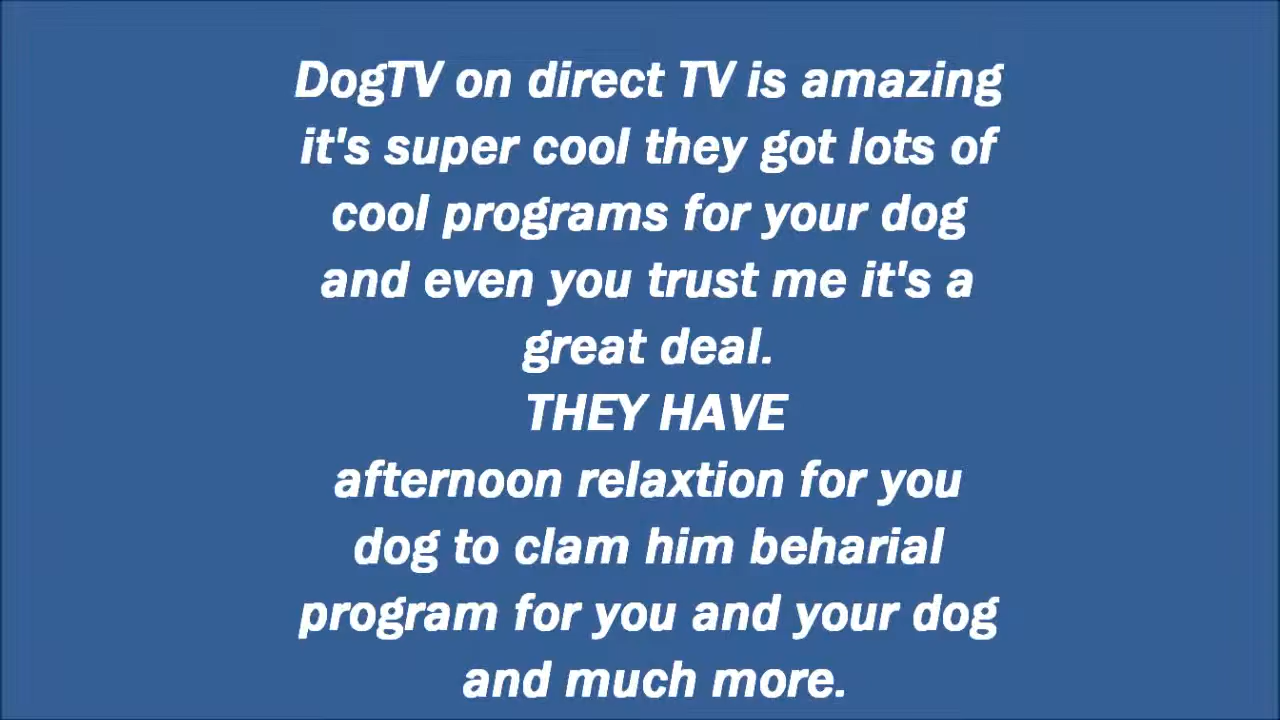 DogTV on direct TV is amazing
it's super cool they got lots of
cool programs for your dog
and even you trust me it's a
great deal.
THEY HAVE
afternoon relaxtion for you
dog to clam him beharial
program for you and your dog
and much more.